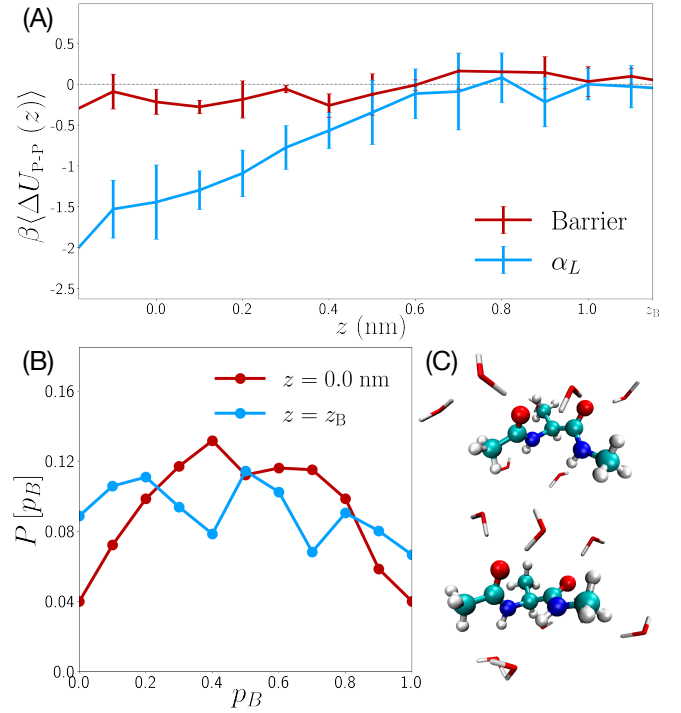 (A)
0.5
0
-0.5
-1
-1.5
-2
-2.5
β⟨ΔU_P-P (z)⟩
Barrier
α_L
0.0 0.2 0.4 0.6 0.8 1.0 z_B
z (nm)
(B)
(C)
0.16
0.12
0.08
0.04
0.0
P [p_B]
z = 0.0 nm
z = z_B
0.0 0.2 0.4 0.6 0.8 1.0
p_B